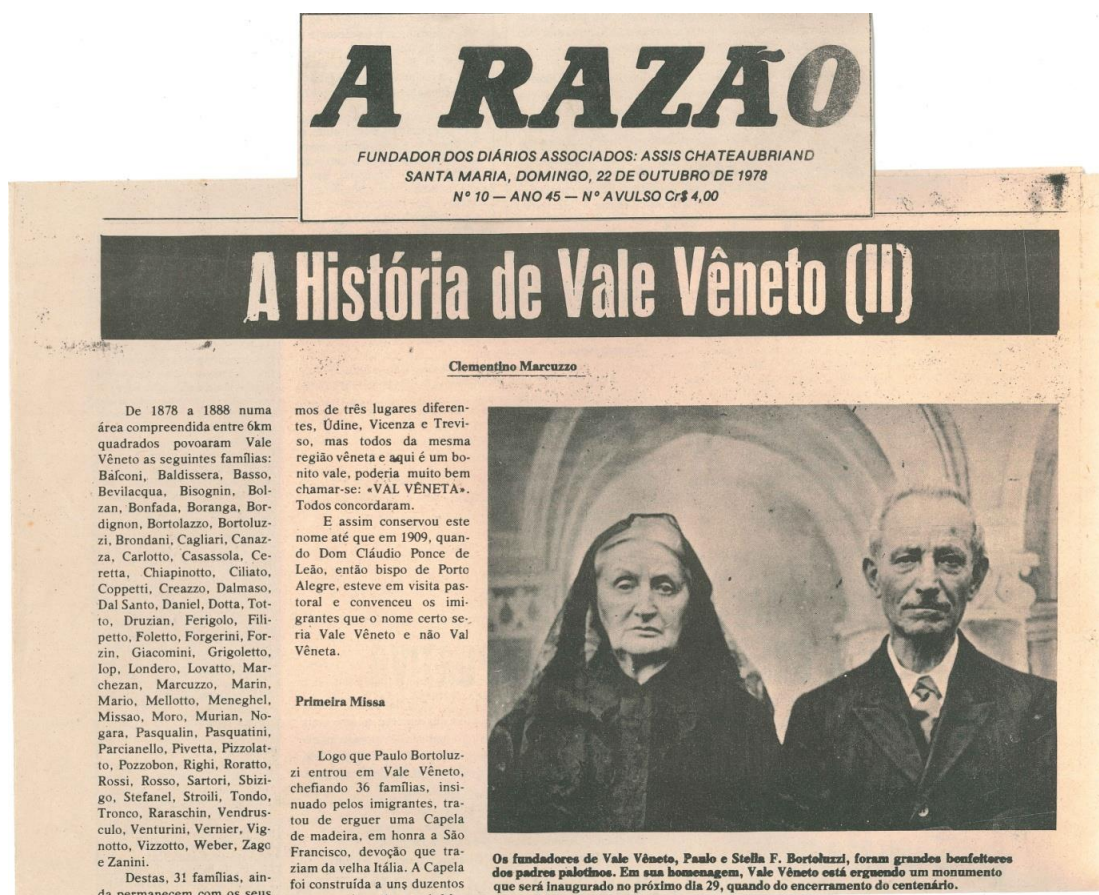 A RAZÃO
FUNDADOR DOS DIÁRIOS ASSOCIADOS: ASSIS CHATEAUBRIAND
SANTA MARIA, DOMINGO, 22 DE OUTUBRO DE 1978
Nº 10 — ANO 45 — Nº AVULSO Cr$ 4,00
A História de Vale Vêneto (II)
Clementino Marcuzzo
De 1878 a 1888 numa
área compreendida entre 6km
quadrados povoaram Vale
Vêneto as seguintes famílias:
Balconi, Baldissera, Basso,
Bevilacqua, Bisognin, Bol-
zan, Bonfada, Boranga, Bor-
dignon, Bortolazzo, Bortoluz-
zi, Brondani, Cagliari, Canaz-
za, Carlotto, Casassola, Ce-
retta, Chiapinotto, Ciliato,
Coppetti, Creazzo, Dalmaso,
Dal Santo, Daniel, Dotta, Tot-
to, Druzian, Ferigolo, Fili-
petto, Foletto, Forgerini, For-
zin, Giacomini, Grigoletto,
Iop, Londero, Lovatto, Mar-
chezan, Marcuzzo, Marin,
Mario, Mellotto, Meneghel,
Missao, Moro, Murian, No-
gara, Pasqualin, Pasquatini,
Parcianello, Pivetta, Pizzolat-
to, Pozzobon, Righi, Roratto,
Rossi, Rosso, Sartori, Sbizi-
go, Stefanel, Stroili, Tondo,
Tronco, Raraschin, Vendrus-
culo, Venturini, Vernier, Vig-
notto, Vizzotto, Weber, Zago
e Zanini.
Destas, 31 famílias, ain-
da permanecem com os seus
mos de três lugares diferen-
tes, Údine, Vicenza e Trevi-
so, mas todos da mesma
região vêneta e aqui é um bo-
nito vale, poderia muito bem
chamar-se: «VAL VÊNETA».
Todos concordaram.
E assim conservou este
nome até que em 1909, quan-
do Dom Cláudio Ponce de
Leão, então bispo de Porto
Alegre, esteve em visita pas-
toral e convenceu os imi-
grantes que o nome certo se-
ria Vale Vêneto e não Val
Vêneta.
Primeira Missa
Logo que Paulo Bortoluz-
zi entrou em Vale Vêneto,
chefiando 36 famílias, insi-
nuado pelos imigrantes, tra-
tou de erguer uma Capela
de madeira, em honra a São
Francisco, devoção que tra-
ziam da velha Itália. A Capela
foi construída a uns duzentos
Os fundadores de Vale Vêneto, Paulo e Stella F. Bortoluzzi, foram grandes benfeitores
dos padres palotinos. Em sua homenagem, Vale Vêneto está erguendo um monumento
que será inaugurado no próximo dia 29, quando do encerramento do centenário.